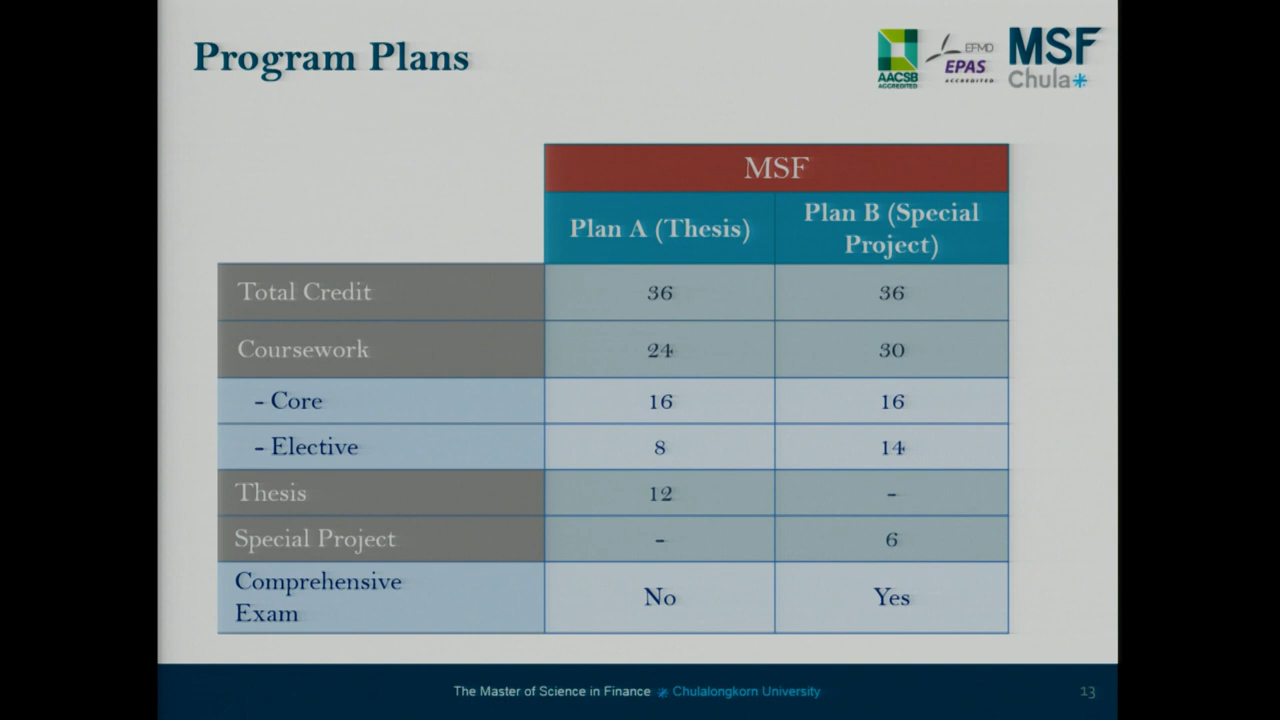 Program Plans
AACSB
ACCREDITED
EFMD
EPAS
ACCREDITED
MSF
Chula
MSF
Plan A (Thesis)
Plan B (Special
Project)
Total Credit 36 36
Coursework 24 30
- Core 16 16
- Elective 8 14
Thesis 12 -
Special Project - 6
Comprehensive
Exam
No Yes
The Master of Science in Finance Chulalongkorn University
13